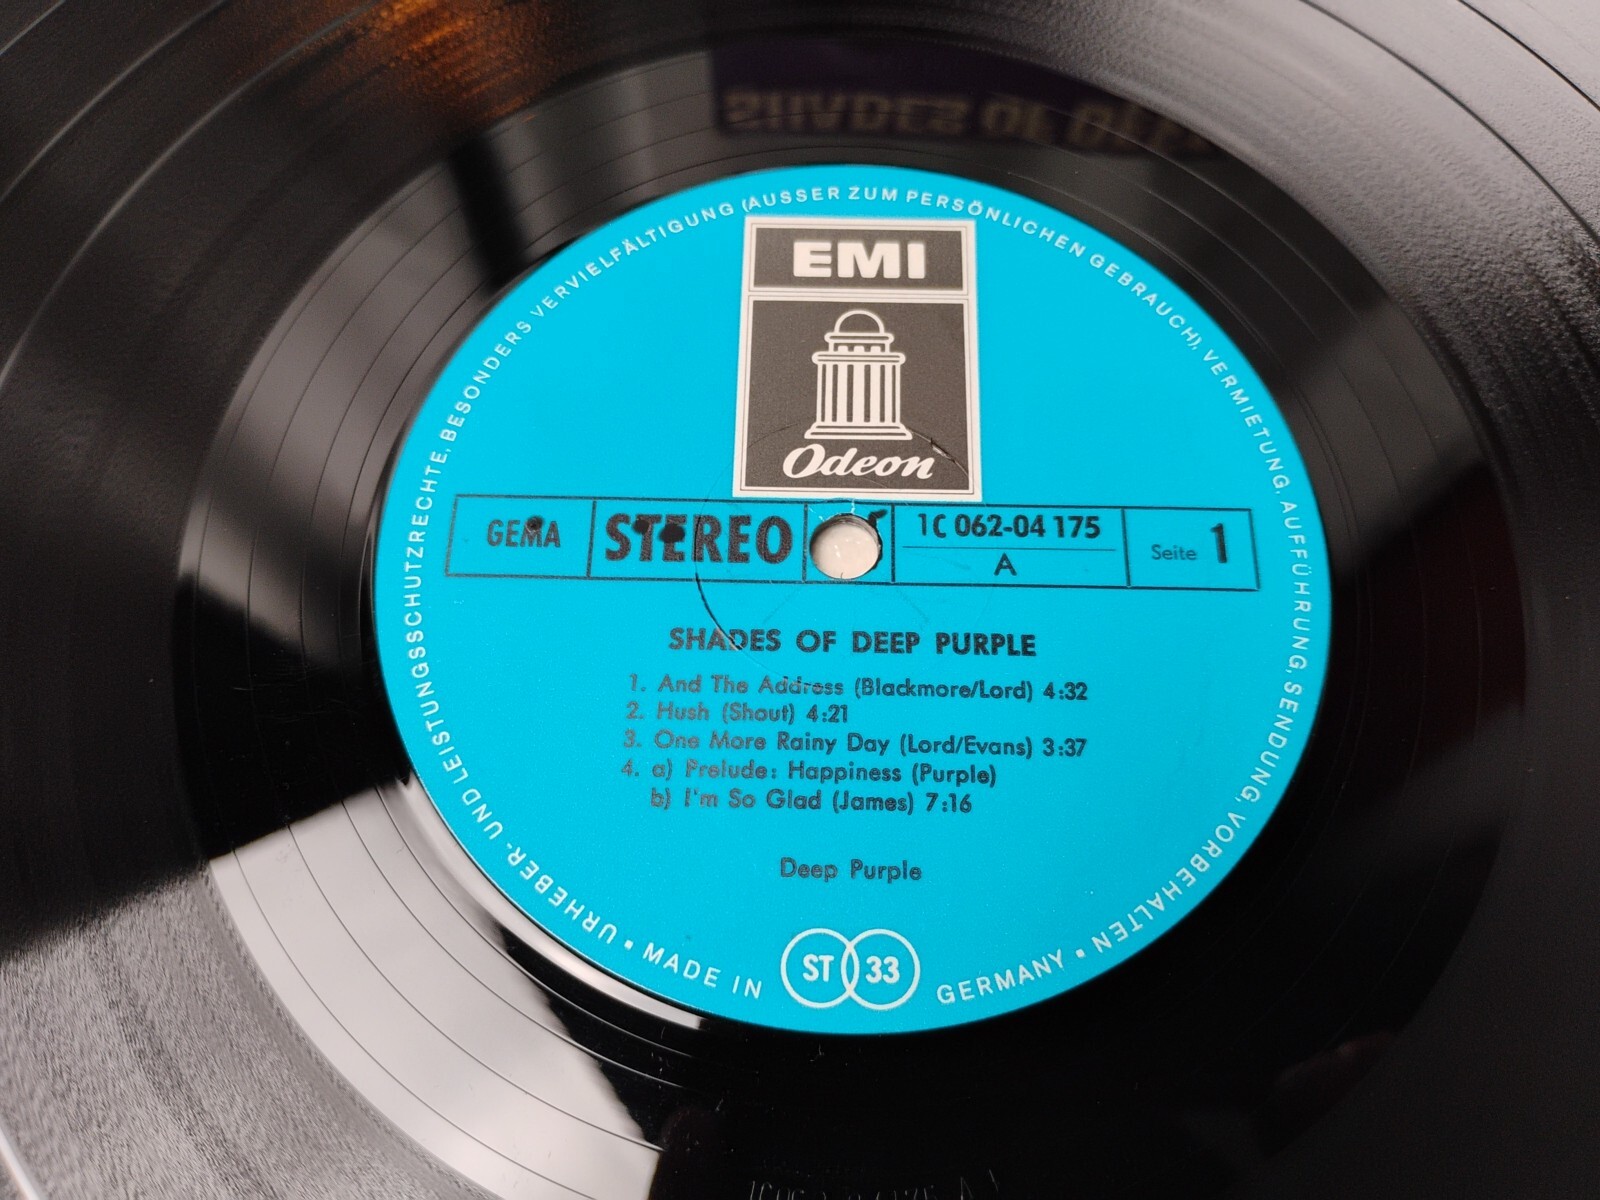 URHEBER- UND LEISTUNGSSCHUTZRECHTE, BESONDERS VERVIELFÄLTIGUNG (AUSSER ZUM PERSÖNLICHEN GEBRAUCH), VERMIETUNG, AUFFÜHRUNG, SENDUNG, VORBEHALTEN
EMI
Odeon
GEMA STEREO 1C 062-04 175 Seite 1
A
SHADES OF DEEP PURPLE
1. And The Address (Blackmore/Lord) 4:32
2. Hush (Shout) 4:21
3. One More Rainy Day (Lord/Evans) 3:37
4. a) Prelude: Happiness (Purple)
b) I'm So Glad (James) 7:16
Deep Purple
• MADE IN ST 33 GERMANY •
SHADES OF DEEP